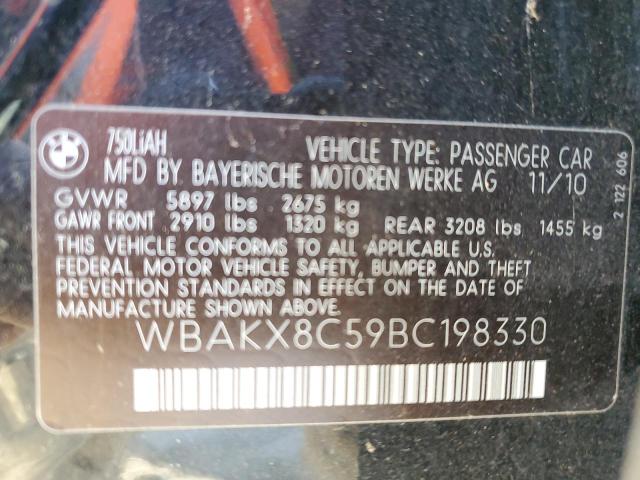 BMW
750LiAH VEHICLE TYPE: PASSENGER CAR
MFD BY BAYERISCHE MOTOREN WERKE AG 11/10
GVWR 5897 lbs 2675 kg
GAWR FRONT 2910 lbs 1320 kg REAR 3208 lbs 1455 kg
THIS VEHICLE CONFORMS TO ALL APPLICABLE U.S.
FEDERAL MOTOR VEHICLE SAFETY, BUMPER AND THEFT
PREVENTION STANDARDS IN EFFECT ON THE DATE OF
MANUFACTURE SHOWN ABOVE.
WBAKX8C59BC198330
2 122 606